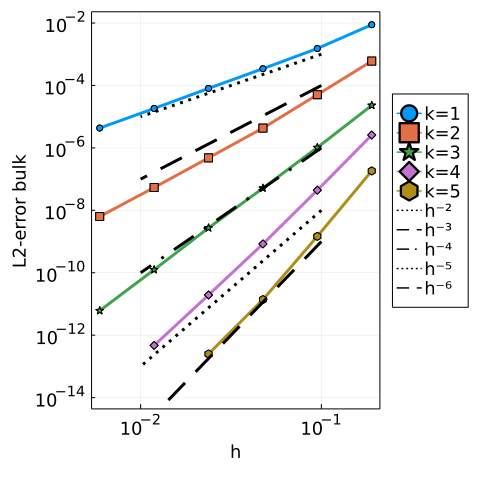 10⁻²
10⁻⁴
10⁻⁶
10⁻⁸
10⁻¹⁰
10⁻¹²
10⁻¹⁴
L2-error bulk
10⁻²
10⁻¹
h
k=1
k=2
k=3
k=4
k=5
h⁻²
h⁻³
h⁻⁴
h⁻⁵
h⁻⁶